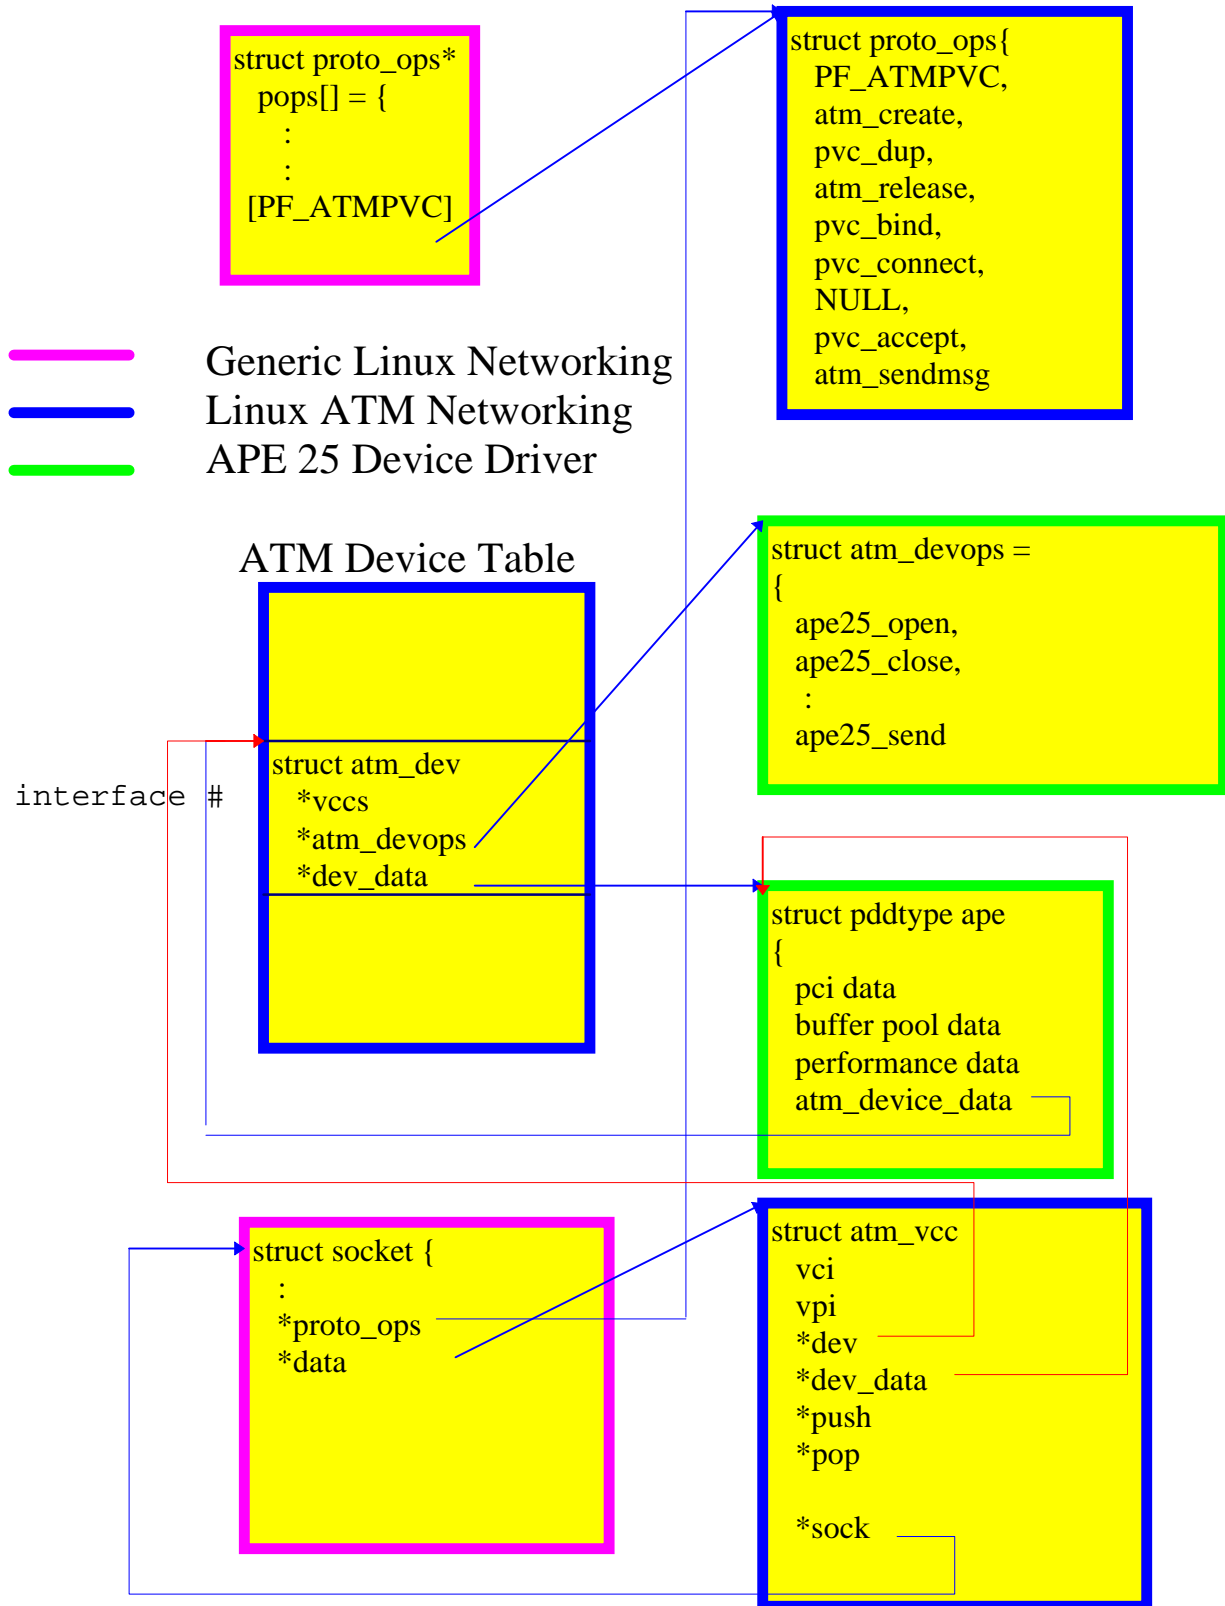 struct proto_ops*
pops[] = {
:
:
[PF_ATMPVC]
struct proto_ops{
PF_ATMPVC,
atm_create,
pvc_dup,
atm_release,
pvc_bind,
pvc_connect,
NULL,
pvc_accept,
atm_sendmsg
Generic Linux Networking
Linux ATM Networking
APE 25 Device Driver
ATM Device Table
struct atm_dev
*vccs
*atm_devops
*dev_data
interface #
struct atm_devops =
{
ape25_open,
ape25_close,
:
ape25_send
struct pddtype ape
{
pci data
buffer pool data
performance data
atm_device_data
struct socket {
:
*proto_ops
*data
struct atm_vcc
vci
vpi
*dev
*dev_data
*push
*pop
*sock